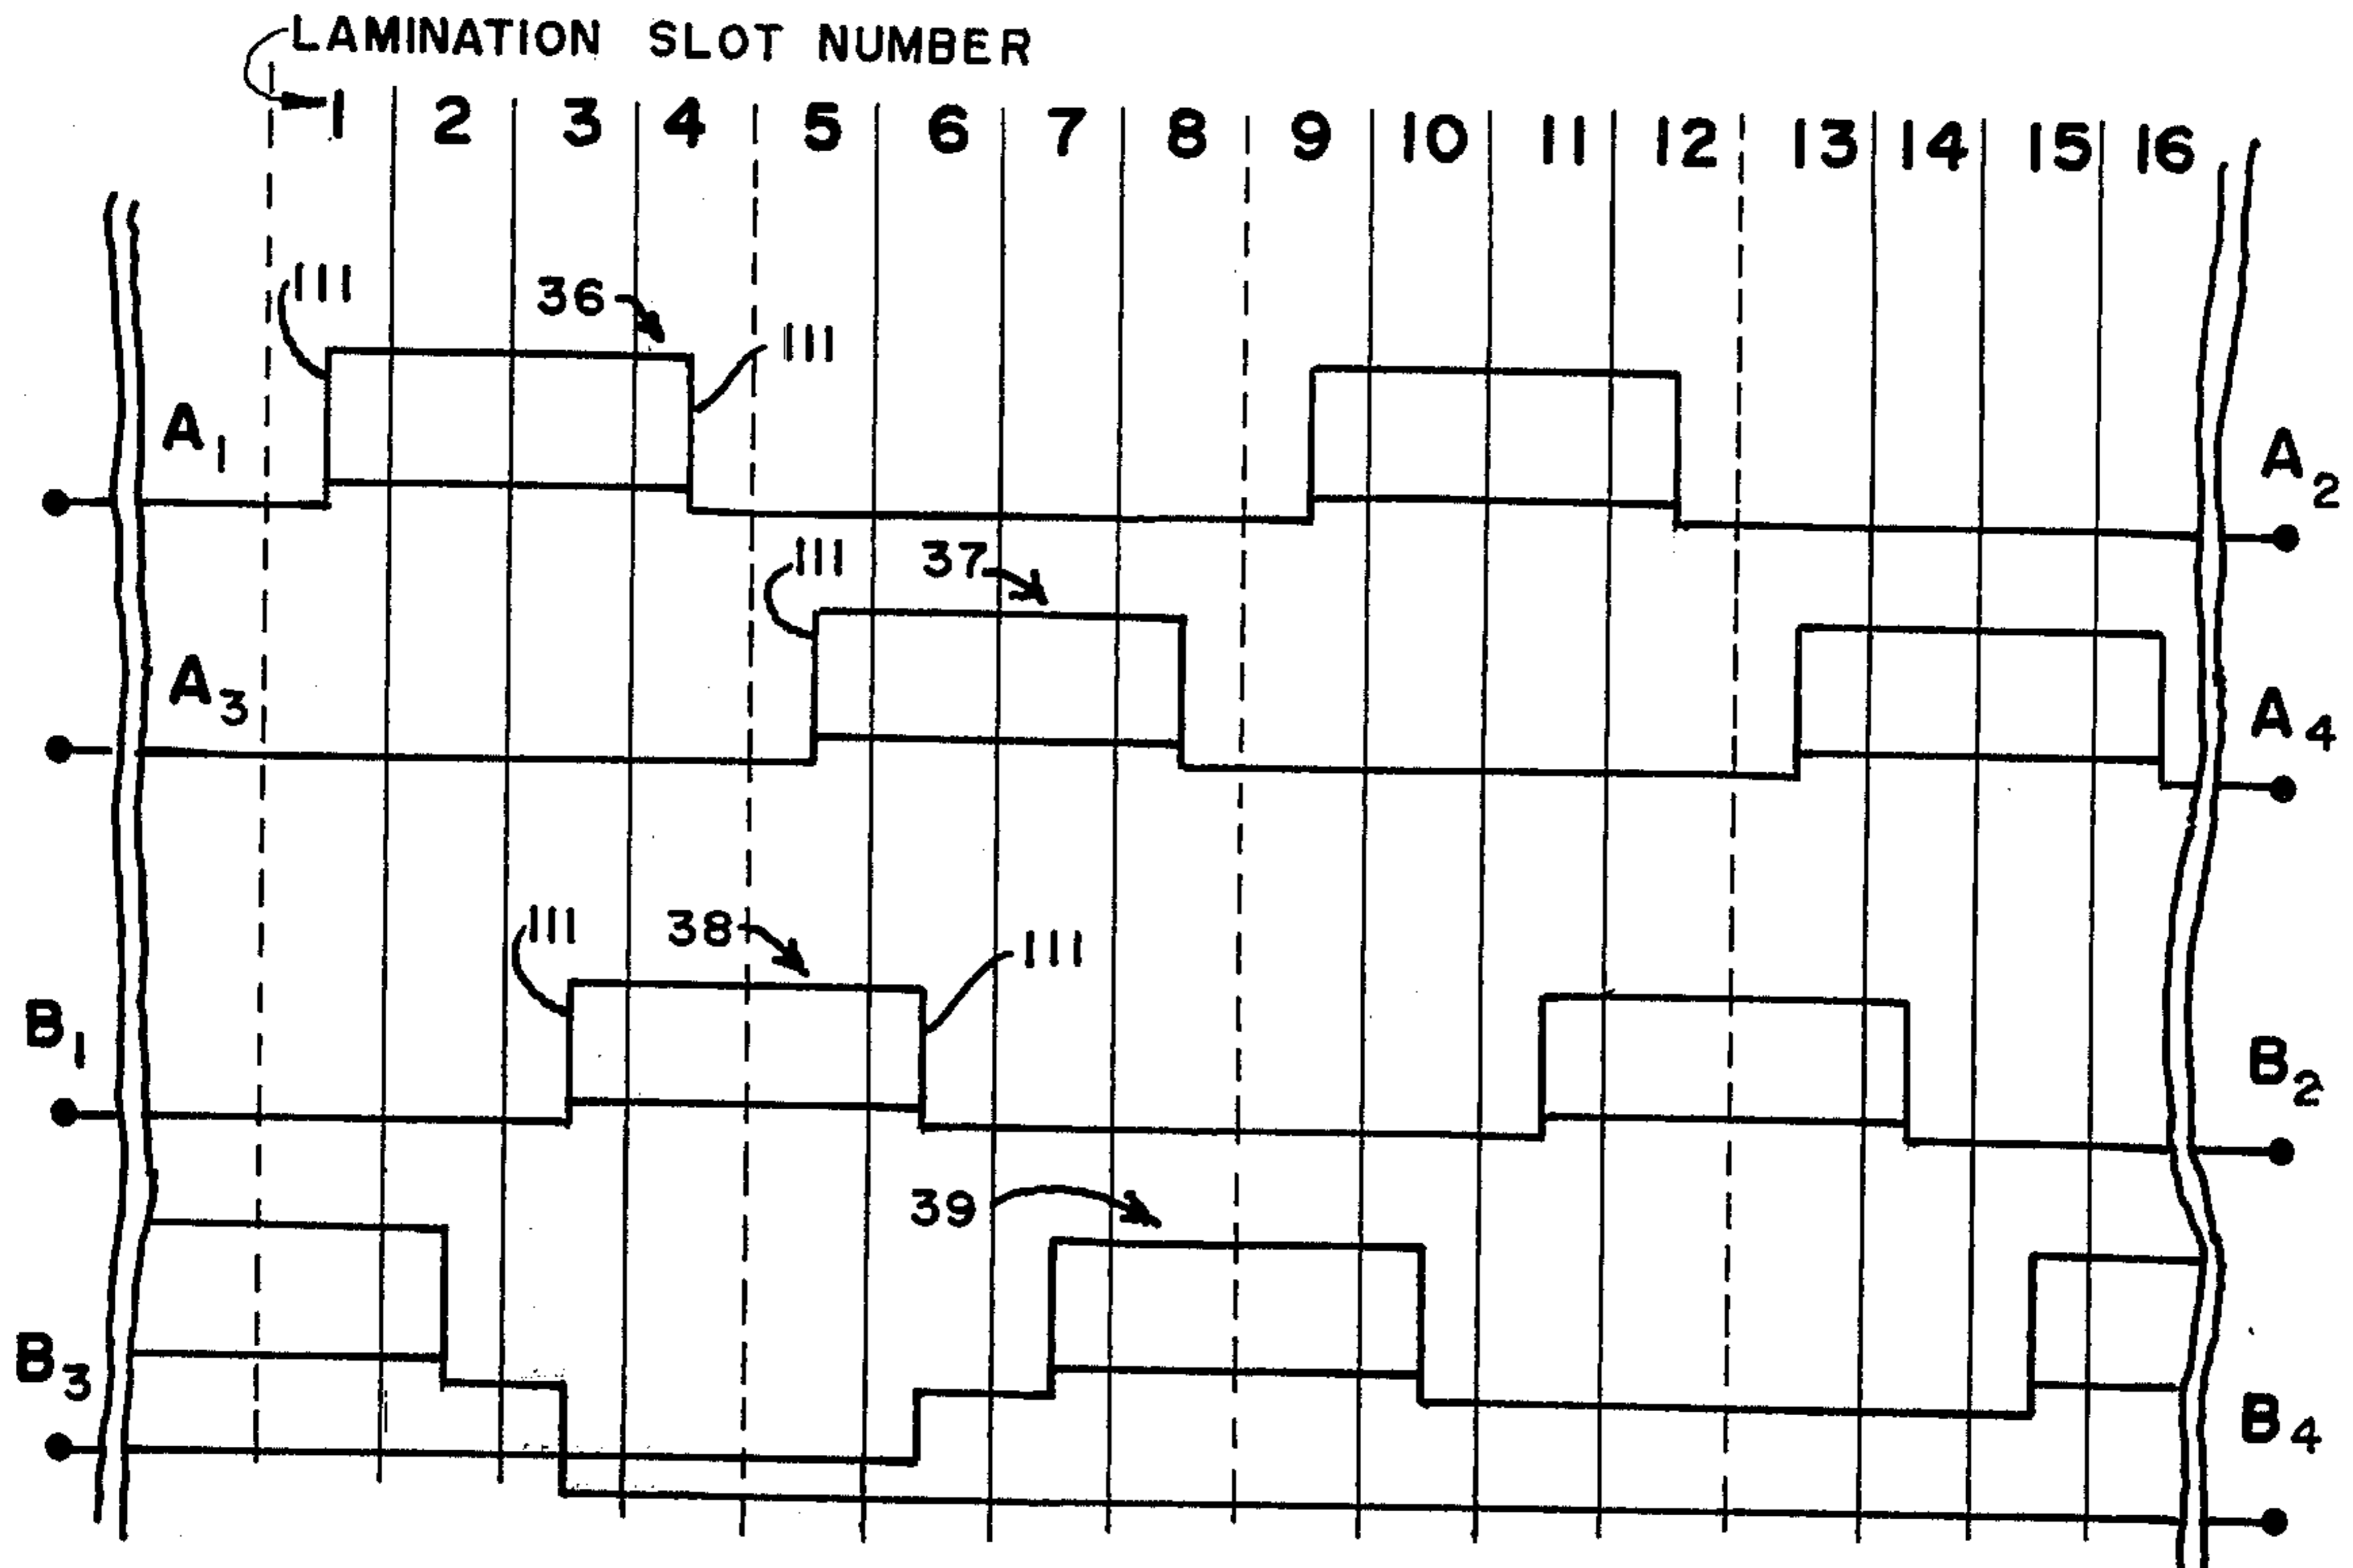 LAMINATION SLOT NUMBER
1 2 3 4 5 6 7 8 9 10 11 12 13 14 15 16
111 36 111
A1 A2
111 37
A3 A4
111 38 111
B1 B2
39
B3 B4